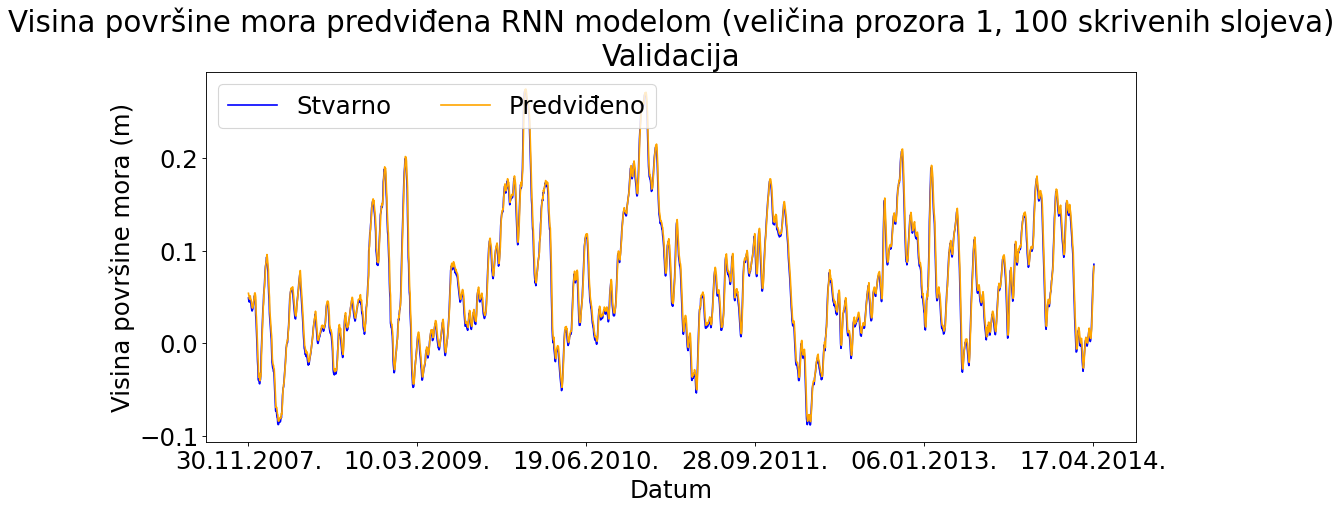 Visina površine mora predviđena RNN modelom (veličina prozora 1, 100 skrivenih slojeva)
Validacija
Stvarno
Predviđeno
Visina površine mora (m)
0.2
0.1
0.0
−0.1
30.11.2007.
10.03.2009.
19.06.2010.
28.09.2011.
06.01.2013.
17.04.2014.
Datum